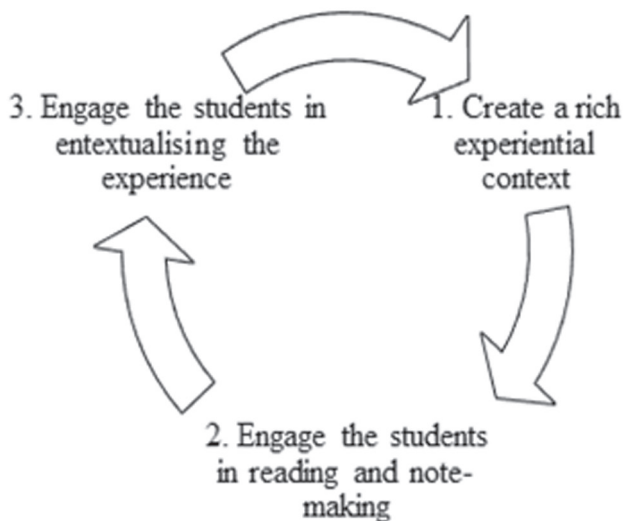 1. Create a rich
experiential
context
2. Engage the students
in reading and note-
making
3. Engage the students in
entextualising the
experience